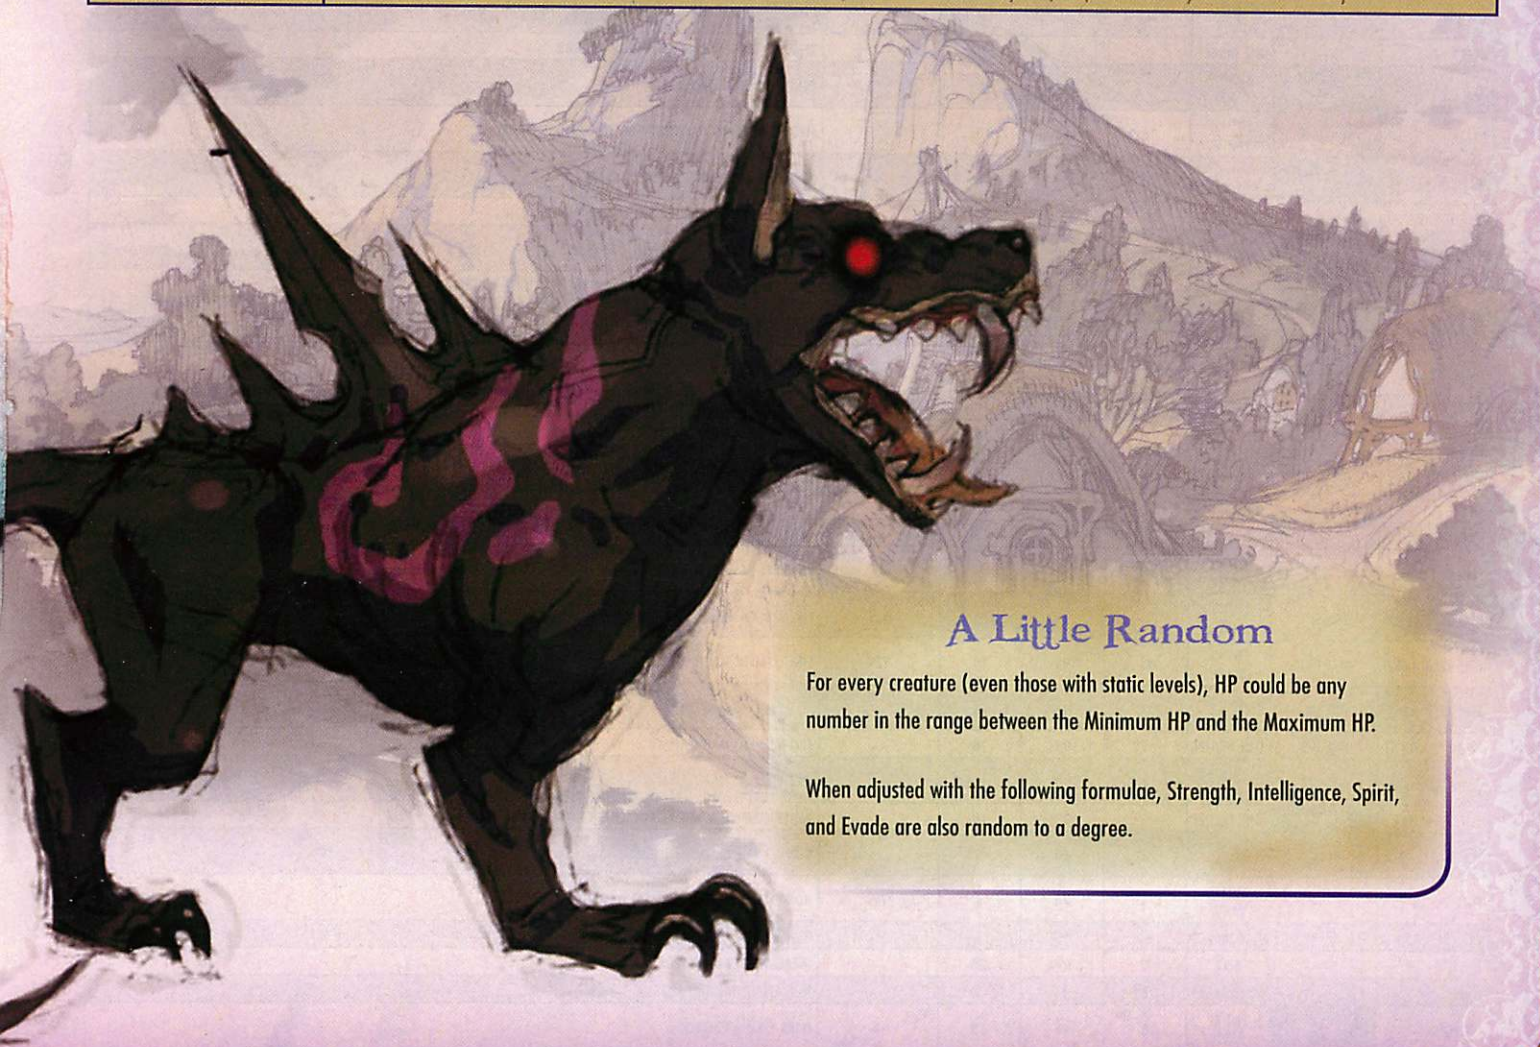 A Little Random
For every creature (even those with static levels), HP could be any
number in the range between the Minimum HP and the Maximum HP.
When adjusted with the following formulae, Strength, Intelligence, Spirit,
and Evade are also random to a degree.